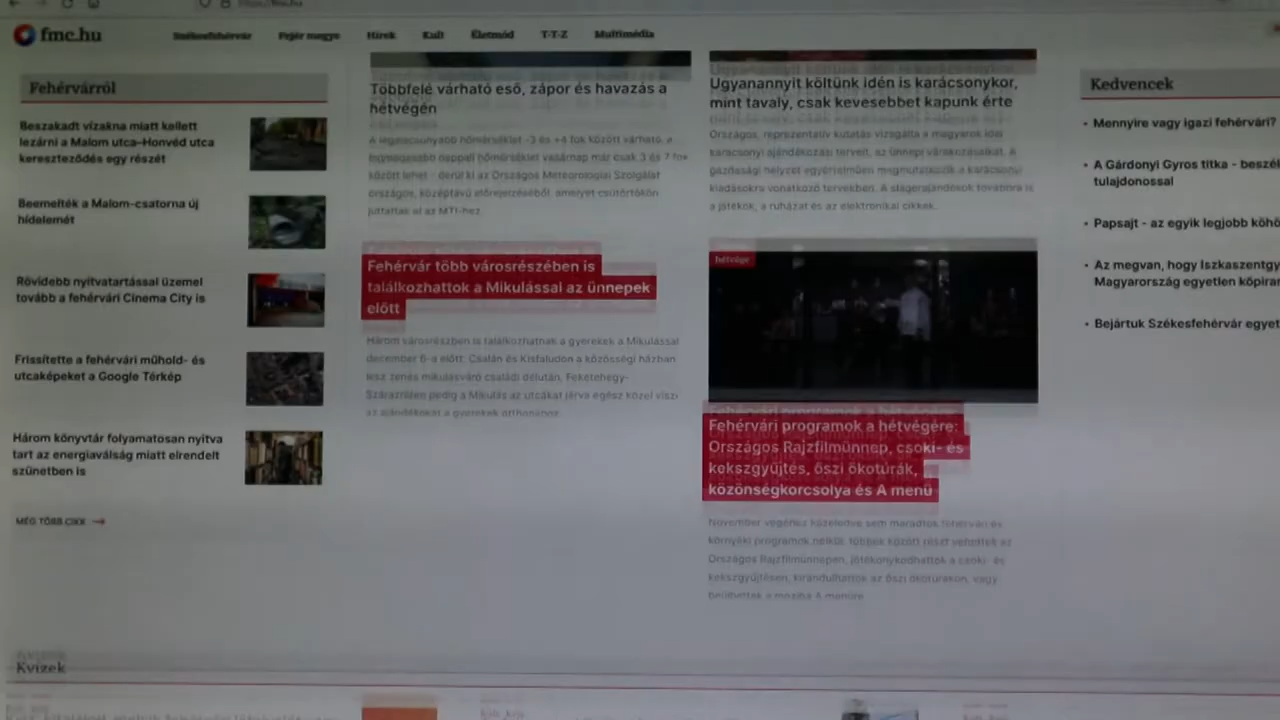 fmc.hu
Székesfehérvár Fejér megye Hírek Kult Életmód T-T-Z Multimédia
Fehérvárról
Beszakadt vízakna miatt kellett
lezárni a Malom utca–Honvéd utca
kereszteződés egy részét
Beemelték a Malom-csatorna új
hídelemét
Rövidebb nyitvatartással üzemel
tovább a fehérvári Cinema City is
Frissítette a fehérvári műhold- és
utcaképeket a Google Térkép
Három könyvtár folyamatosan nyitva
tart az energiaválság miatt elrendelt
szünetben is
MÉG TÖBB CIKK →
Többfelé várható eső, zápor és havazás a
hétvégén
A legalacsonyabb hőmérséklet -3 és +4 fok között várható, a
legmagasabb nappali hőmérséklet vasárnap már csak 3 és 7 fok
között lehet - derül ki az Országos Meteorológiai Szolgálat
országos, középtávú előrejelzéséből, amelyet csütörtökön
juttattak el az MTI-hez.
Fehérvár több városrészében is
találkozhattok a Mikulással az ünnepek
előtt
Három városrészben is találkozhatnak a gyerekek a Mikulással
december 6-a előtt: Csalán és Kisfaludon a közösségi házban
lesz zenés mikulásváró családi délután, Feketehegy-
Szárazréten pedig a Mikulás az utcákat járva egész közel viszi
az ajándékokat a gyerekek otthonához.
Ugyanannyit költünk idén is karácsonykor,
mint tavaly, csak kevesebbet kapunk érte
Országos, reprezentatív kutatás vizsgálta a magyarok idei
karácsonyi ajándékozási terveit, az ünnepi várakozásaikat. A
gazdasági helyzet egyértelműen megmutatkozik a karácsonyi
kiadásokra vonatkozó tervekben. A slágerajándékok továbbra is
a játékok, a ruházat és az elektronikai cikkek.
hétvége
Fehérvári programok a hétvégére:
Országos Rajzfilmünnep, csoki- és
kekszgyűjtés, őszi ökotúrák,
közönségkorcsolya és A menü
November végéhez közeledve sem maradtok fehérvári és
környéki programok nélkül: többek között részt vehettek az
Országos Rajzfilmünnepen, jótékonykodhattok a csoki- és
kekszgyűjtésen, kirándulhattok az őszi ökotúrákon, vagy
beülhettek a moziba A menüre.
Kedvencek
• Mennyire vagy igazi fehérvári?
• A Gárdonyi Gyros titka - beszé
tulajdonossal
• Papsajt - az egyik legjobb köhö
• Az megvan, hogy Iszkaszentgy
Magyarország egyetlen kőpira
• Bejártuk Székesfehérvár egyet
Kvízek